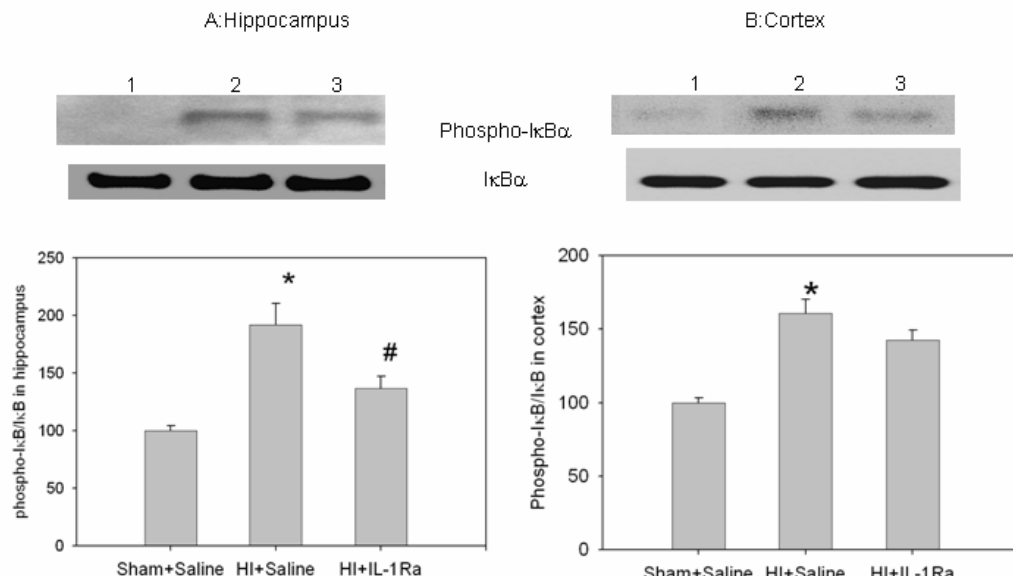 A:Hippocampus
B:Cortex
1 2 3
1 2 3
Phospho-IκBα
IκBα
phospho-IκB/IκB in hippocampus
250
200
150
100
50
0
*
#
Sham+Saline HI+Saline HI+IL-1Ra
Phospho-IκB/IκB in cortex
200
150
100
50
0
*
Sham+Saline HI+Saline HI+IL-1Ra